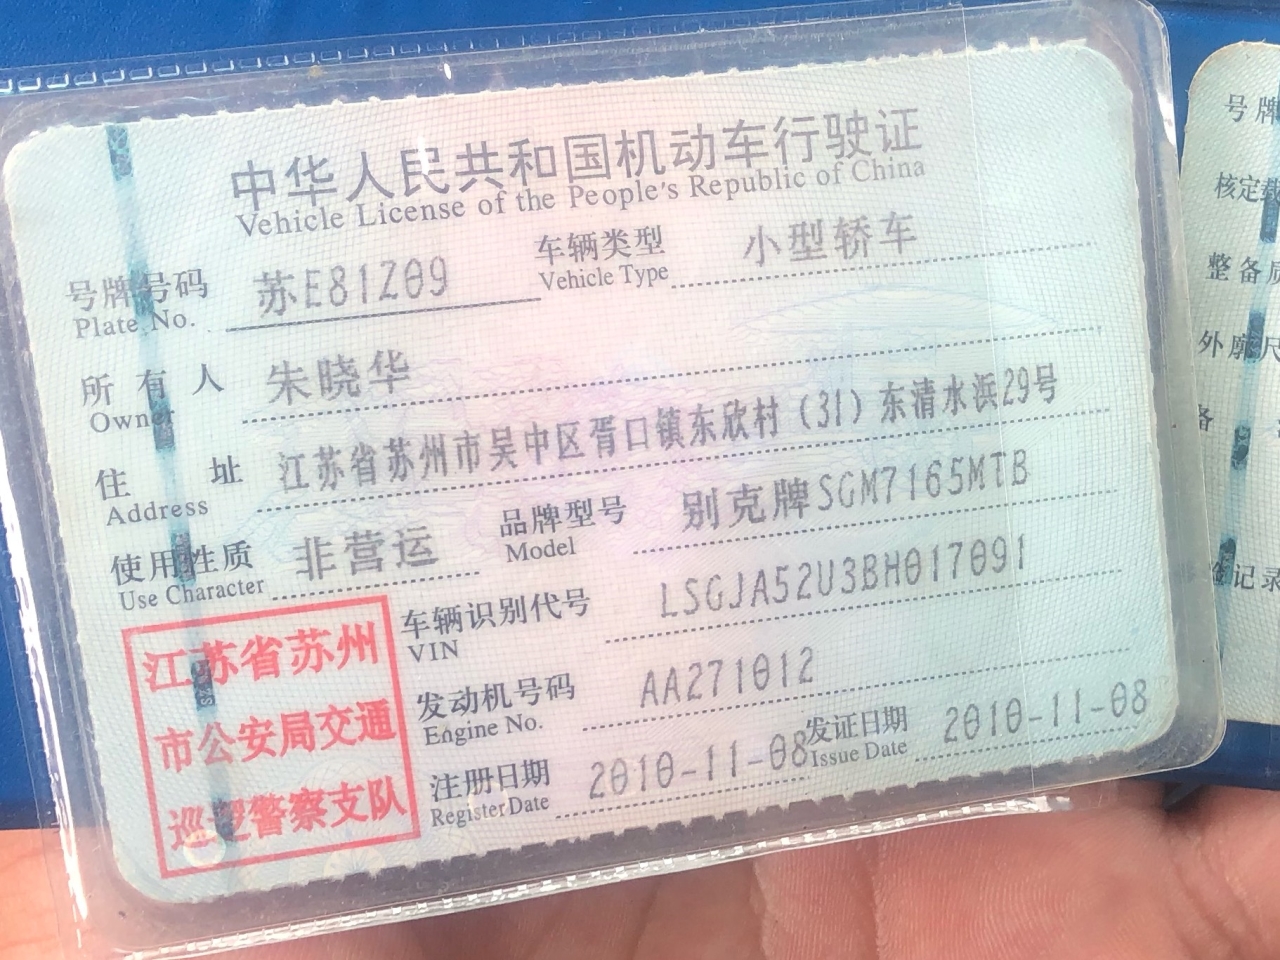 中华人民共和国机动车行驶证
Vehicle License of the People's Republic of China
号牌号码 苏E81Z09 车辆类型 小型轿车
Plate No. Vehicle Type
所有人 朱晓华
Owner
住址 江苏省苏州市吴中区胥口镇东欣村(31)东清水浜29号
Address
使用性质 非营运 品牌型号 别克牌SGM7165MTB
Use Character Model
车辆识别代号 LSGJA52U3BH017091
VIN
发动机号码 AA271012
Engine No.
注册日期 2010-11-08 发证日期 2010-11-08
Register Date Issue Date
江苏省苏州
市公安局交通
巡逻警察支队
号牌
核定载
整备质
外廓尺
备
记录